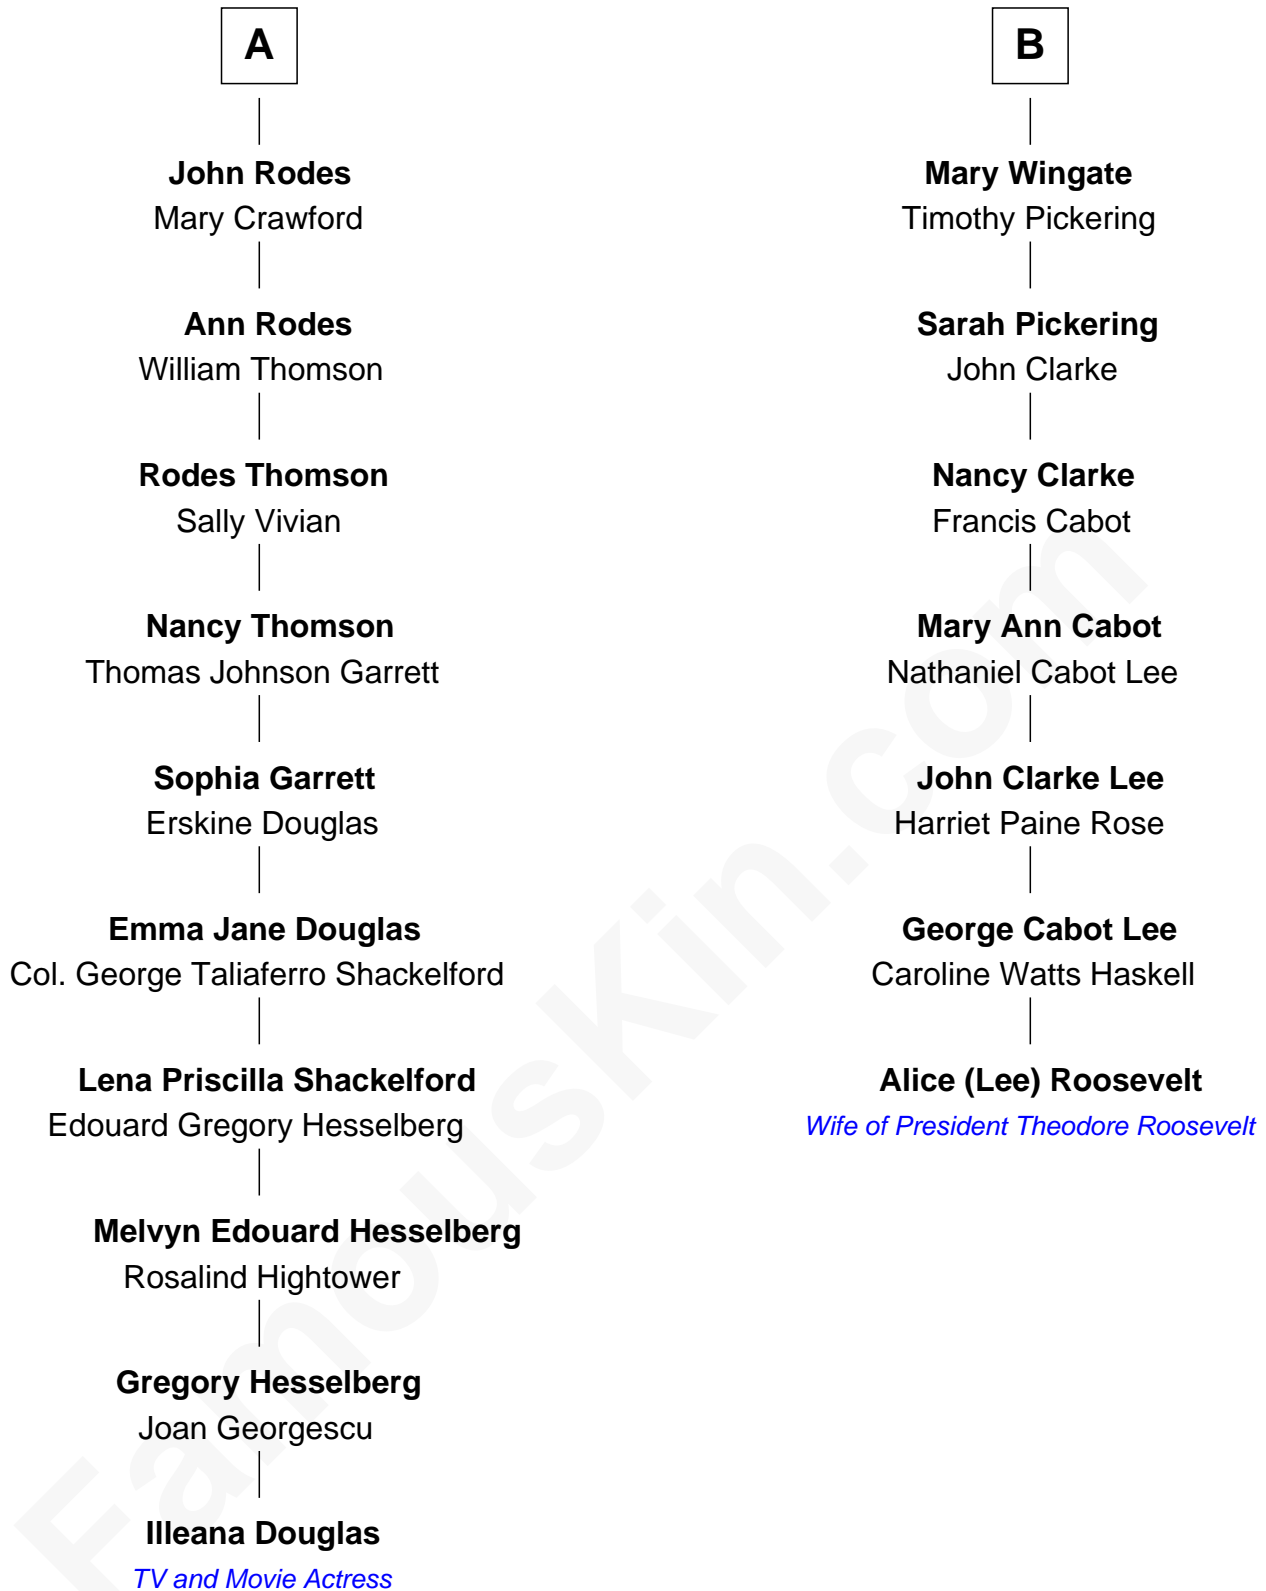 A
John Rodes
Mary Crawford
Ann Rodes
William Thomson
Rodes Thomson
Sally Vivian
Nancy Thomson
Thomas Johnson Garrett
Sophia Garrett
Erskine Douglas
Emma Jane Douglas
Col. George Taliaferro Shackelford
Lena Priscilla Shackelford
Edouard Gregory Hesselberg
Melvyn Edouard Hesselberg
Rosalind Hightower
Gregory Hesselberg
Joan Georgescu
Illeana Douglas
TV and Movie Actress
B
Mary Wingate
Timothy Pickering
Sarah Pickering
John Clarke
Nancy Clarke
Francis Cabot
Mary Ann Cabot
Nathaniel Cabot Lee
John Clarke Lee
Harriet Paine Rose
George Cabot Lee
Caroline Watts Haskell
Alice (Lee) Roosevelt
Wife of President Theodore Roosevelt
FamousKin.com